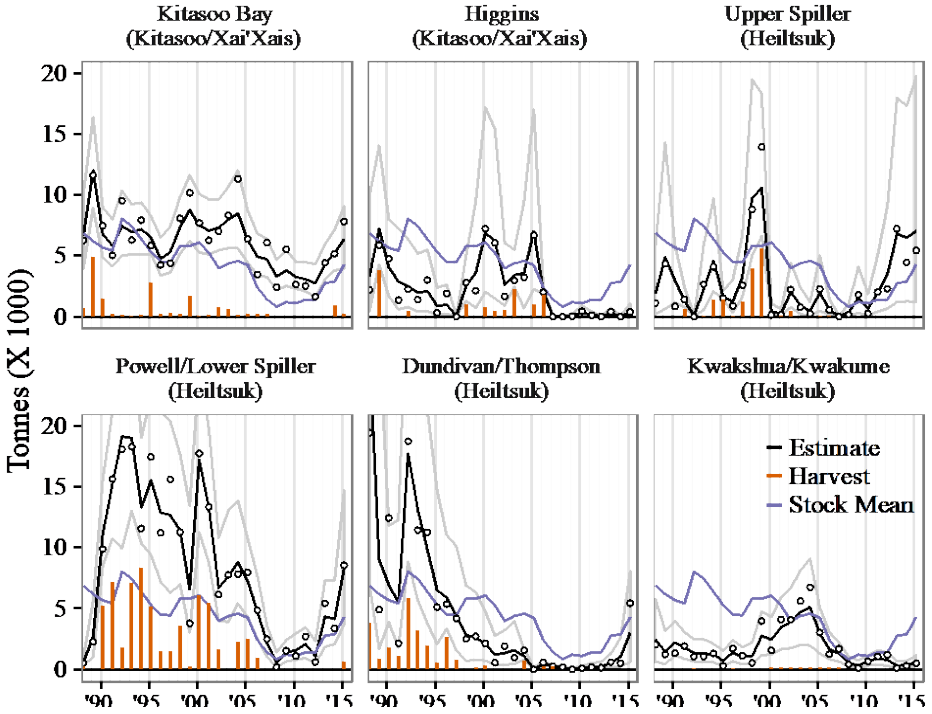 Kitasoo Bay
(Kitasoo/Xai'Xais)
Higgins
(Kitasoo/Xai'Xais)
Upper Spiller
(Heiltsuk)
20
15
10
5
0
Powell/Lower Spiller
(Heiltsuk)
Dundivan/Thompson
(Heiltsuk)
Kwakshua/Kwakume
(Heiltsuk)
Tonnes (X 1000)
20
15
10
5
0
Estimate
Harvest
Stock Mean
'90 '95 '00 '05 '10 '15
'90 '95 '00 '05 '10 '15
'90 '95 '00 '05 '10 '15